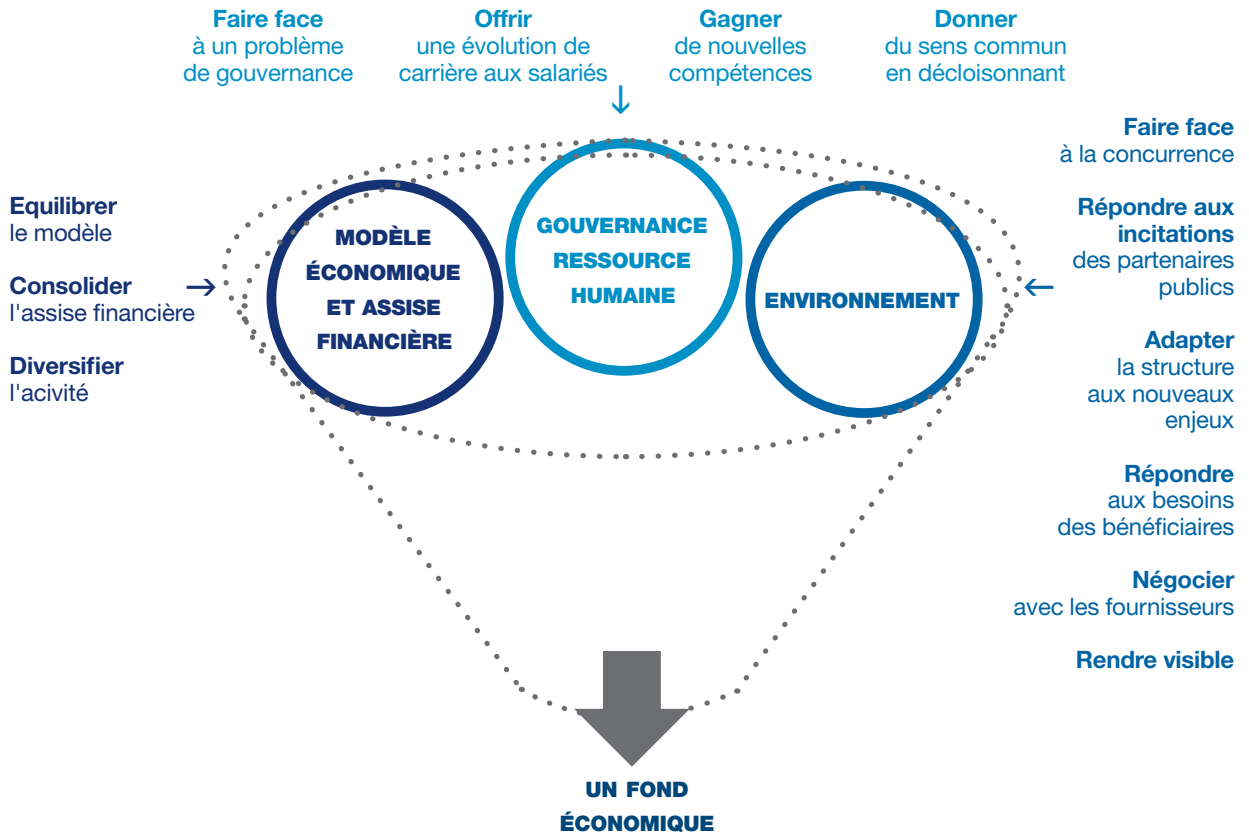 Faire face
à un problème
de gouvernance
Offrir
une évolution de
carrière aux salariés
Gagner
de nouvelles
compétences
Donner
du sens commun
en décloisonnant
Equilibrer
le modèle
Consolider
l'assise financière
Diversifier
l'acivité
MODÈLE
ÉCONOMIQUE
ET ASSISE
FINANCIÈRE
GOUVERNANCE
RESSOURCE
HUMAINE
ENVIRONNEMENT
Faire face
à la concurrence
Répondre aux
incitations
des partenaires
publics
Adapter
la structure
aux nouveaux
enjeux
Répondre
aux besoins
des bénéficiaires
Négocier
avec les fournisseurs
Rendre visible
UN FOND
ÉCONOMIQUE